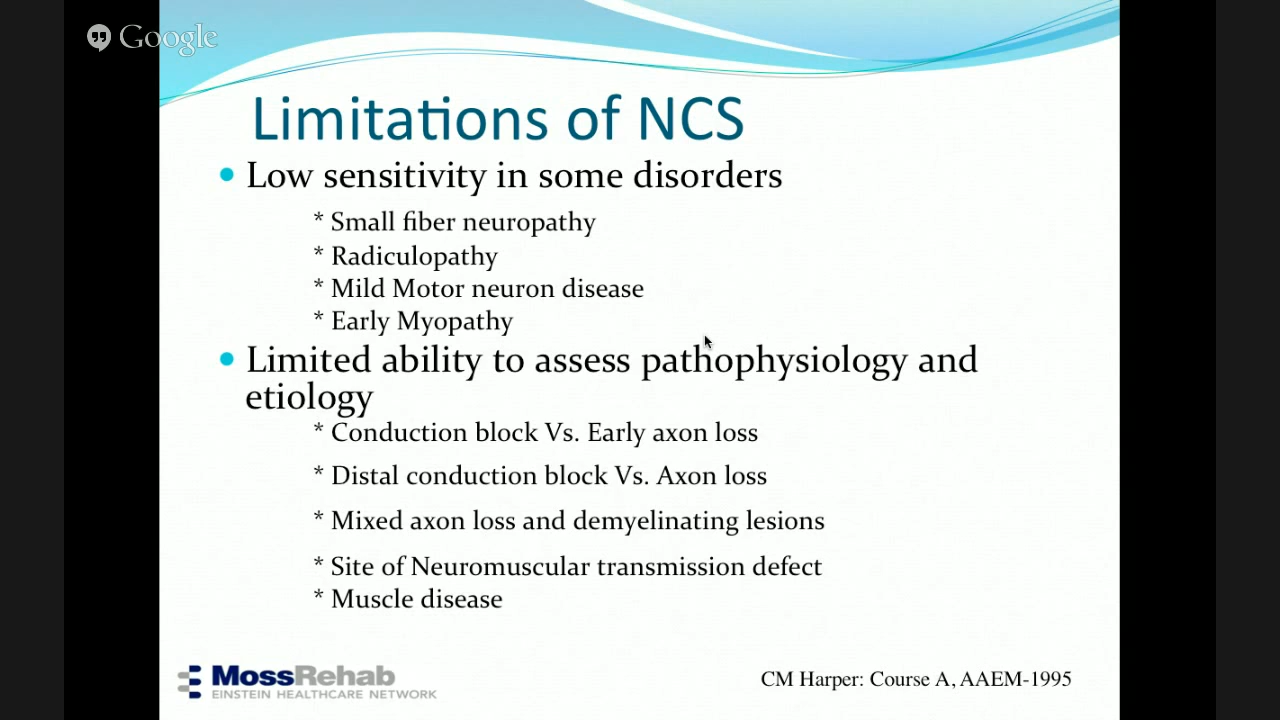 Google
Limitations of NCS
• Low sensitivity in some disorders
* Small fiber neuropathy
* Radiculopathy
* Mild Motor neuron disease
* Early Myopathy
• Limited ability to assess pathophysiology and
etiology
* Conduction block Vs. Early axon loss
* Distal conduction block Vs. Axon loss
* Mixed axon loss and demyelinating lesions
* Site of Neuromuscular transmission defect
* Muscle disease
MossRehab
EINSTEIN HEALTHCARE NETWORK
CM Harper: Course A, AAEM-1995